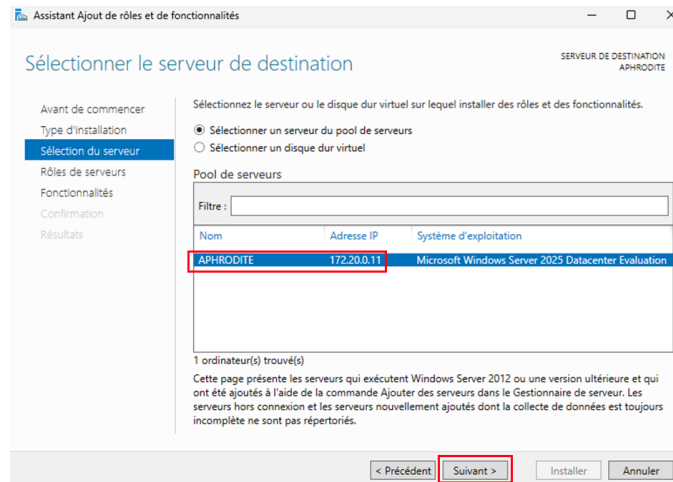 Assistant Ajout de rôles et de fonctionnalités
Sélectionner le serveur de destination
SERVEUR DE DESTINATION
APHRODITE
Avant de commencer
Type d'installation
Sélection du serveur
Rôles de serveurs
Fonctionnalités
Confirmation
Résultats
Sélectionnez le serveur ou le disque dur virtuel sur lequel installer des rôles et des fonctionnalités.
Sélectionner un serveur du pool de serveurs
Sélectionner un disque dur virtuel
Pool de serveurs
Filtre :
Nom Adresse IP Système d'exploitation
APHRODITE 172.20.0.11 Microsoft Windows Server 2025 Datacenter Evaluation
1 ordinateur(s) trouvé(s)
Cette page présente les serveurs qui exécutent Windows Server 2012 ou une version ultérieure et qui
ont été ajoutés à l'aide de la commande Ajouter des serveurs dans le Gestionnaire de serveur. Les
serveurs hors connexion et les serveurs nouvellement ajoutés dont la collecte de données est toujours
incomplète ne sont pas répertoriés.
< Précédent Suivant > Installer Annuler